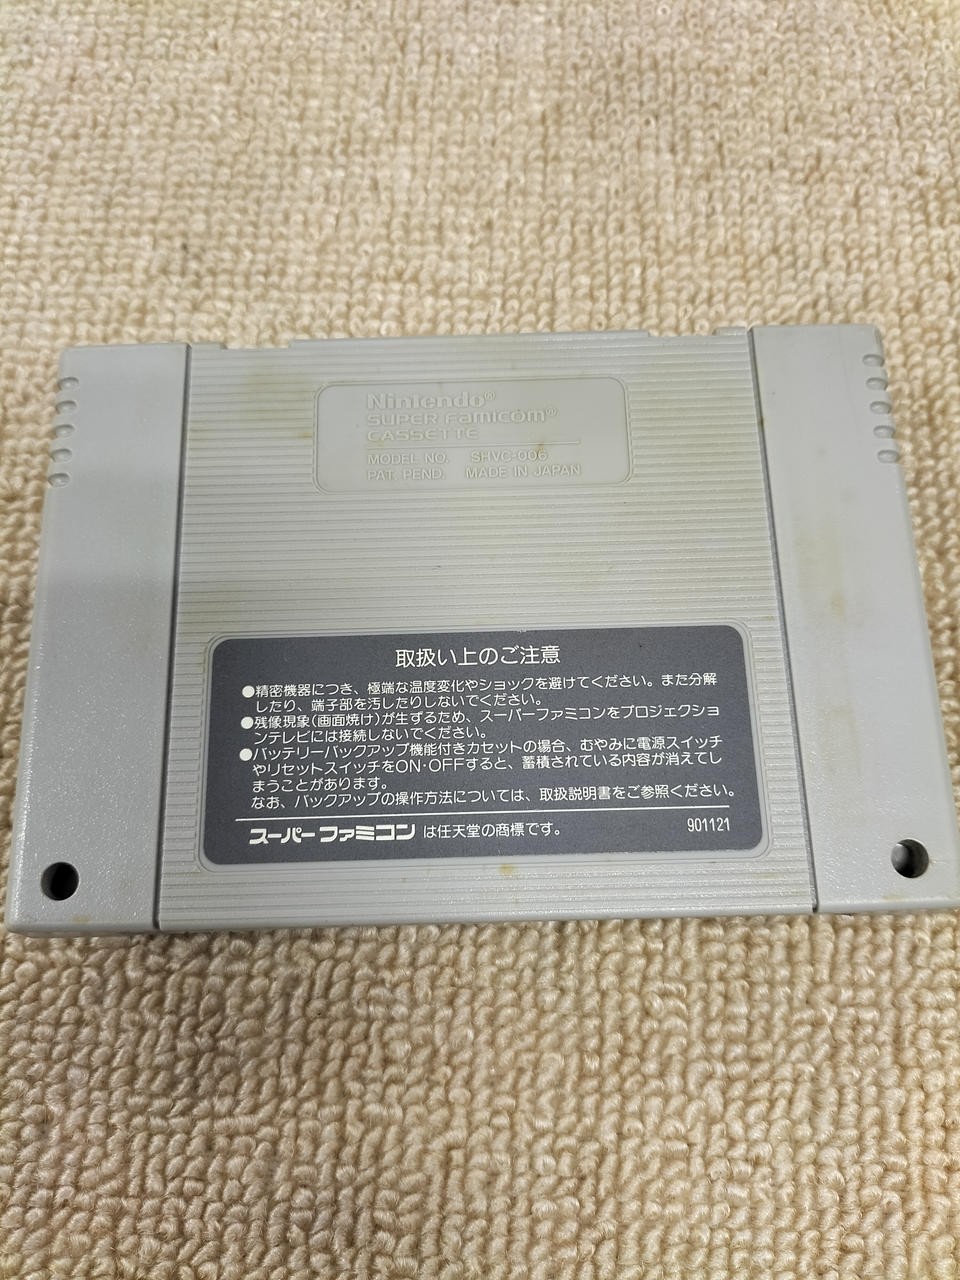 Nintendo®
SUPER Famicom®
CASSETTE
MODEL NO. SHVC-006
PAT. PEND. MADE IN JAPAN
取扱い上のご注意
●精密機器につき、極端な温度変化やショックを避けてください。また分解
したり、端子部を汚したりしないでください。
●残像現象(画面焼け)が生ずるため、スーパーファミコンをプロジェクショ
ンテレビには接続しないでください。
●バッテリーバックアップ機能付きカセットの場合、むやみに電源スイッチ
やリセットスイッチをON・OFFすると、蓄積されている内容が消えてし
まうことがあります。
なお、バックアップの操作方法については、取扱説明書をご参照ください。
スーパーファミコン は任天堂の商標です。 901121